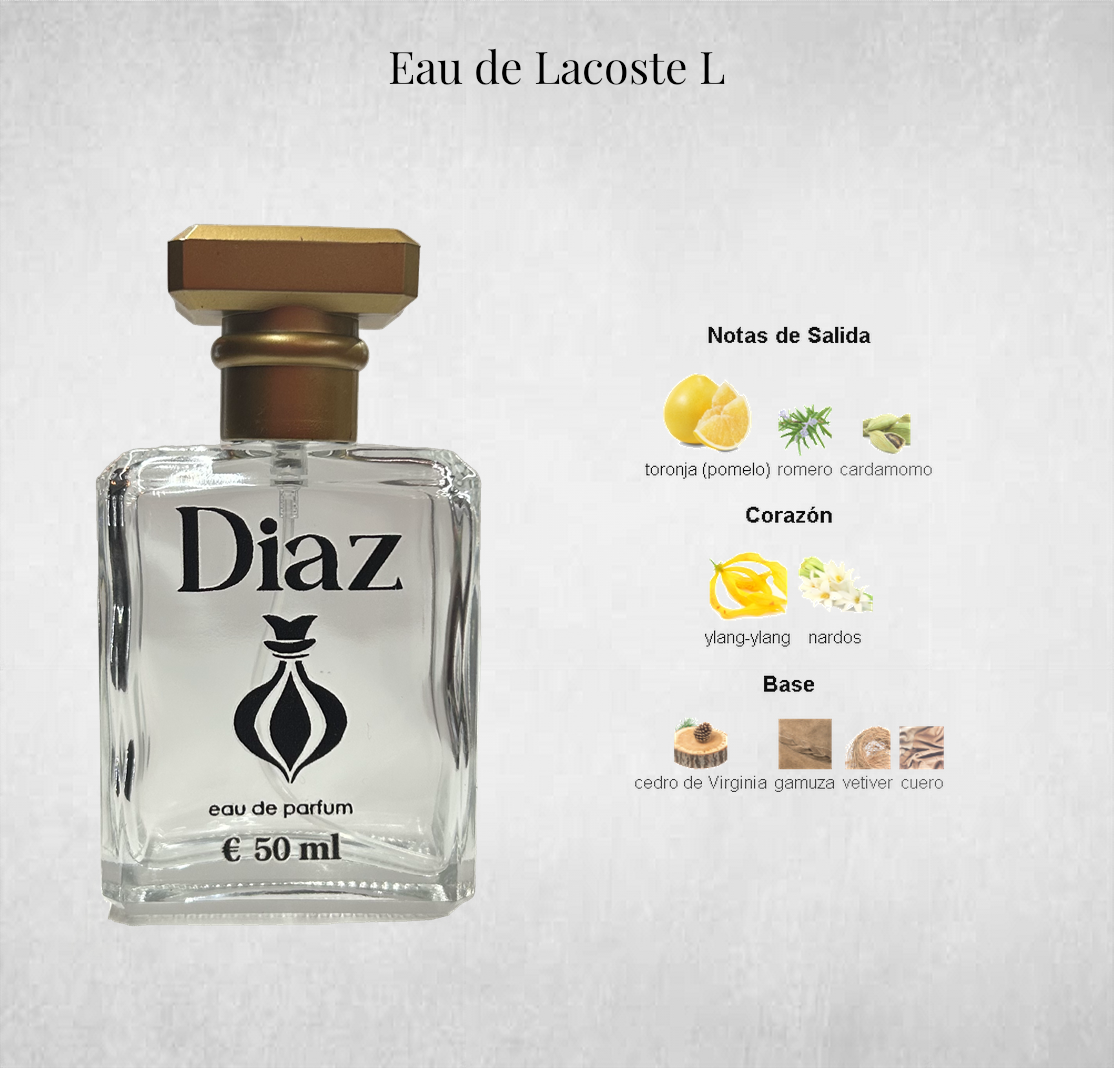 Eau de Lacoste L
Diaz
eau de parfum
€ 50 ml
Notas de Salida
toronja (pomelo) romero cardamomo
Corazón
ylang-ylang nardos
Base
cedro de Virginia gamuza vetiver cuero